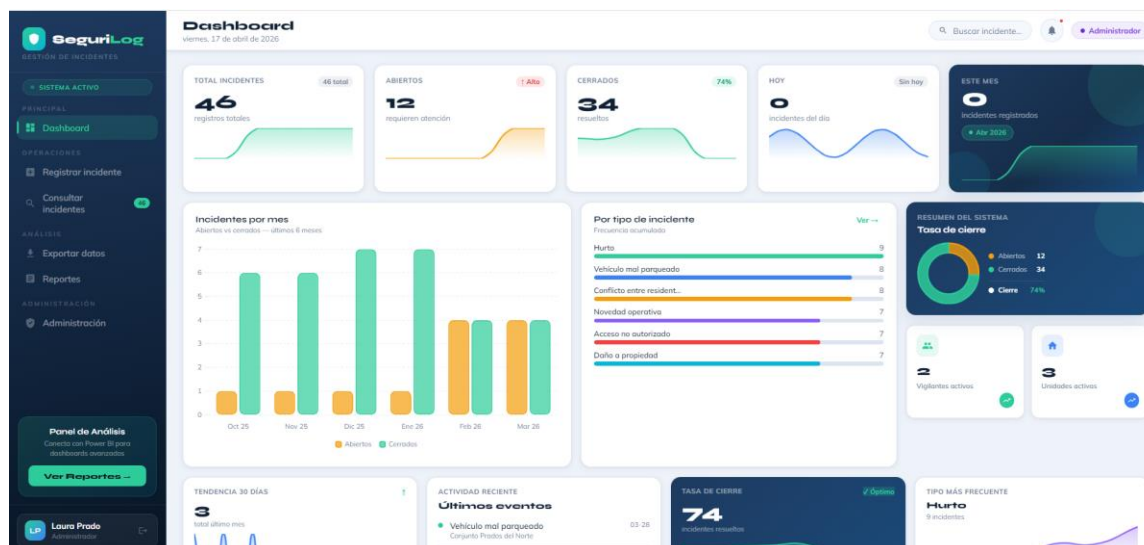 SeguriLog
GESTIÓN DE INCIDENTES
SISTEMA ACTIVO
PRINCIPAL
Dashboard
OPERACIONES
Registrar incidente
Consultar
incidentes
46
ANÁLISIS
Exportar datos
Reportes
ADMINISTRACIÓN
Administración
Panel de Análisis
Conecta con Power BI para
dashboards avanzados
Ver Reportes →
LP
Laura Prado
Administrador
Dashboard
viernes, 17 de abril de 2026
Buscar incidente...
Administrador
TOTAL INCIDENTES
46 total
46
registros totales
ABIERTOS
↑ Alto
12
requieren atención
CERRADOS
74%
34
resueltos
HOY
Sin hoy
0
incidentes del día
ESTE MES
0
incidentes registrados
Abr 2026
Incidentes por mes
Abiertos vs cerrados — últimos 6 meses
7
6
5
4
3
2
1
0
Oct 25 Nov 25 Dic 25 Ene 26 Feb 26 Mar 26
Abiertos Cerrados
Por tipo de incidente
Ver →
Frecuencia acumulada
Hurto 9
Vehículo mal parqueado 8
Conflicto entre resident... 8
Novedad operativa 7
Acceso no autorizado 7
Daño a propiedad 7
RESUMEN DEL SISTEMA
Tasa de cierre
Abiertos 12
Cerrados 34
Cierre 74%
2
Vigilantes activos
3
Unidades activas
TENDENCIA 30 DÍAS
↑
3
total último mes
ACTIVIDAD RECIENTE
Últimos eventos
Vehículo mal parqueado 03-28
Conjunto Prados del Norte
TASA DE CIERRE
✓ Óptimo
74
incidentes resueltos
TIPO MÁS FRECUENTE
Hurto
9 incidentes